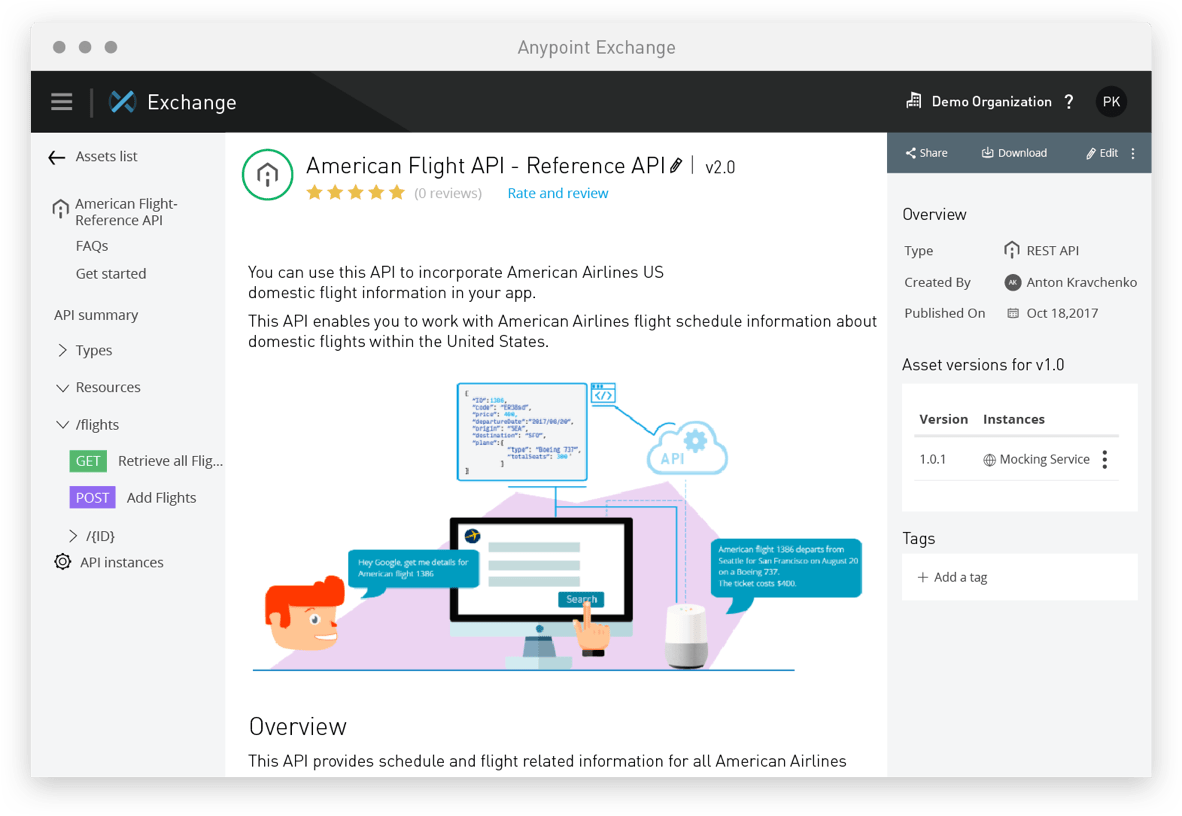 Anypoint Exchange
Exchange
Demo Organization ?
PK
Assets list
American Flight-
Reference API
FAQs
Get started
API summary
Types
Resources
/flights
GET Retrieve all Flig...
POST Add Flights
/{ID}
API instances
American Flight API - Reference API | v2.0
(0 reviews) Rate and review
You can use this API to incorporate American Airlines US
domestic flight information in your app.
This API enables you to work with American Airlines flight schedule information about
domestic flights within the United States.
{
"ID":1386,
"code": "ER38sd",
"price": 400,
"departureDate":"2017/08/20",
"origin": "SEA",
"destination": "SFO",
"plane":{
"type": "Boeing 737",
"totalSeats": 300
}
}
</>
API
Hey Google, get me details for
American flight 1386
Search
American flight 1386 departs from
Seattle for San Francisco on August 20
on a Boeing 737.
The ticket costs $400.
Overview
This API provides schedule and flight related information for all American Airlines
Share Download Edit
Overview
Type REST API
Created By AK Anton Kravchenko
Published On Oct 18,2017
Asset versions for v1.0
Version Instances
1.0.1 Mocking Service
Tags
+ Add a tag